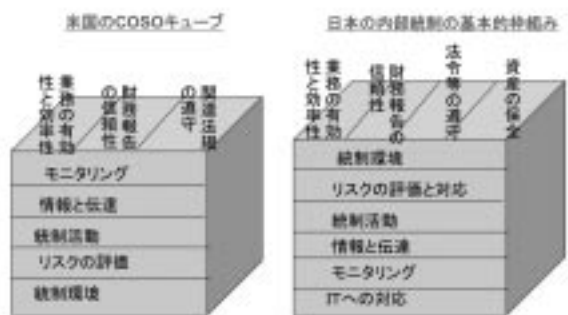 米国のCOSOキューブ
業務の有効
性と効率性
財務報告
の信頼性
関連法規
の遵守
モニタリング
情報と伝達
統制活動
リスクの評価
統制環境
日本の内部統制の基本的枠組み
業務の有効
性と効率性
財務報告の
信頼性
法令等の遵守
資産の保全
統制環境
リスクの評価と対応
統制活動
情報と伝達
モニタリング
ITへの対応